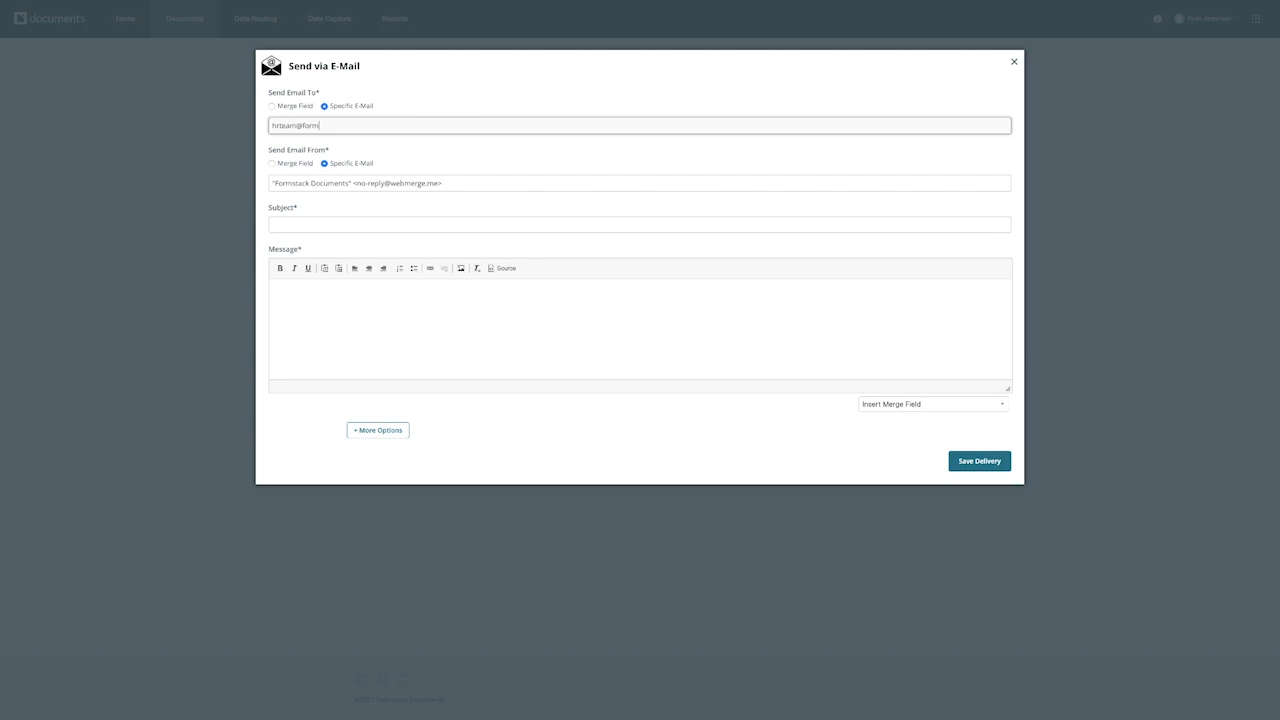 documents
Home
Documents
Data Routing
Data Capture
Reports
Send via E-Mail
Send Email To*
Merge Field
Specific E-Mail
hrteam@form
Send Email From*
Merge Field
Specific E-Mail
"Formstack Documents" <no-reply@webmerge.me>
Subject*
Message*
B I U
Source
Insert Merge Field
+ More Options
Save Delivery